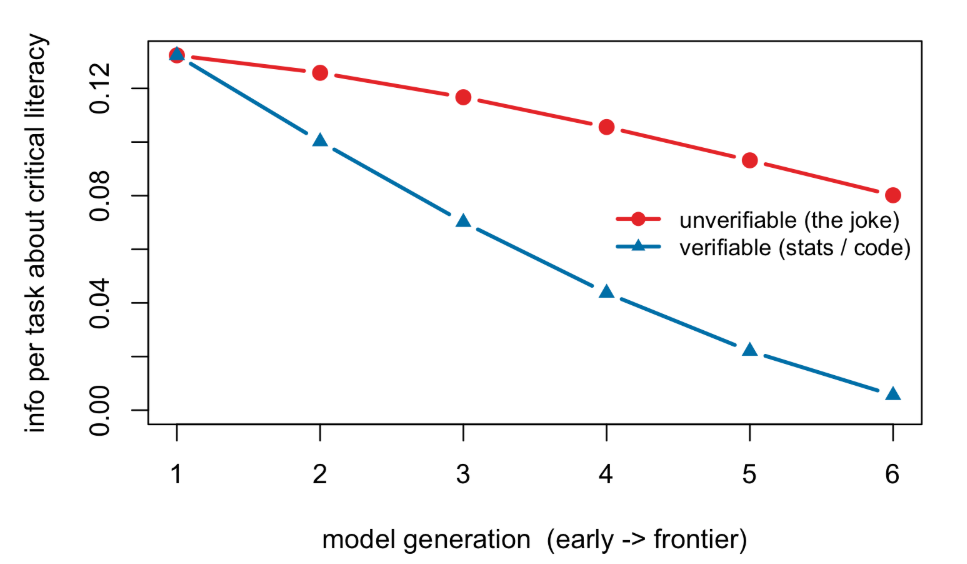 info per task about critical literacy
0.12
0.08
0.04
0.00
unverifiable (the joke)
verifiable (stats / code)
1 2 3 4 5 6
model generation (early -> frontier)